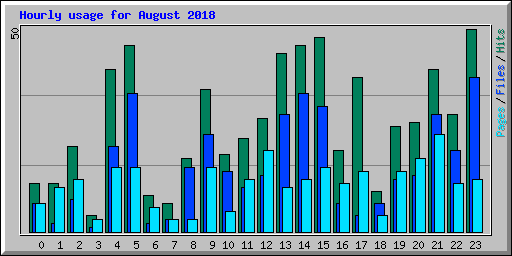 Hourly usage for August 2018
50
Pages/Files/Hits
0 1 2 3 4 5 6 7 8 9 10 11 12 13 14 15 16 17 18 19 20 21 22 23